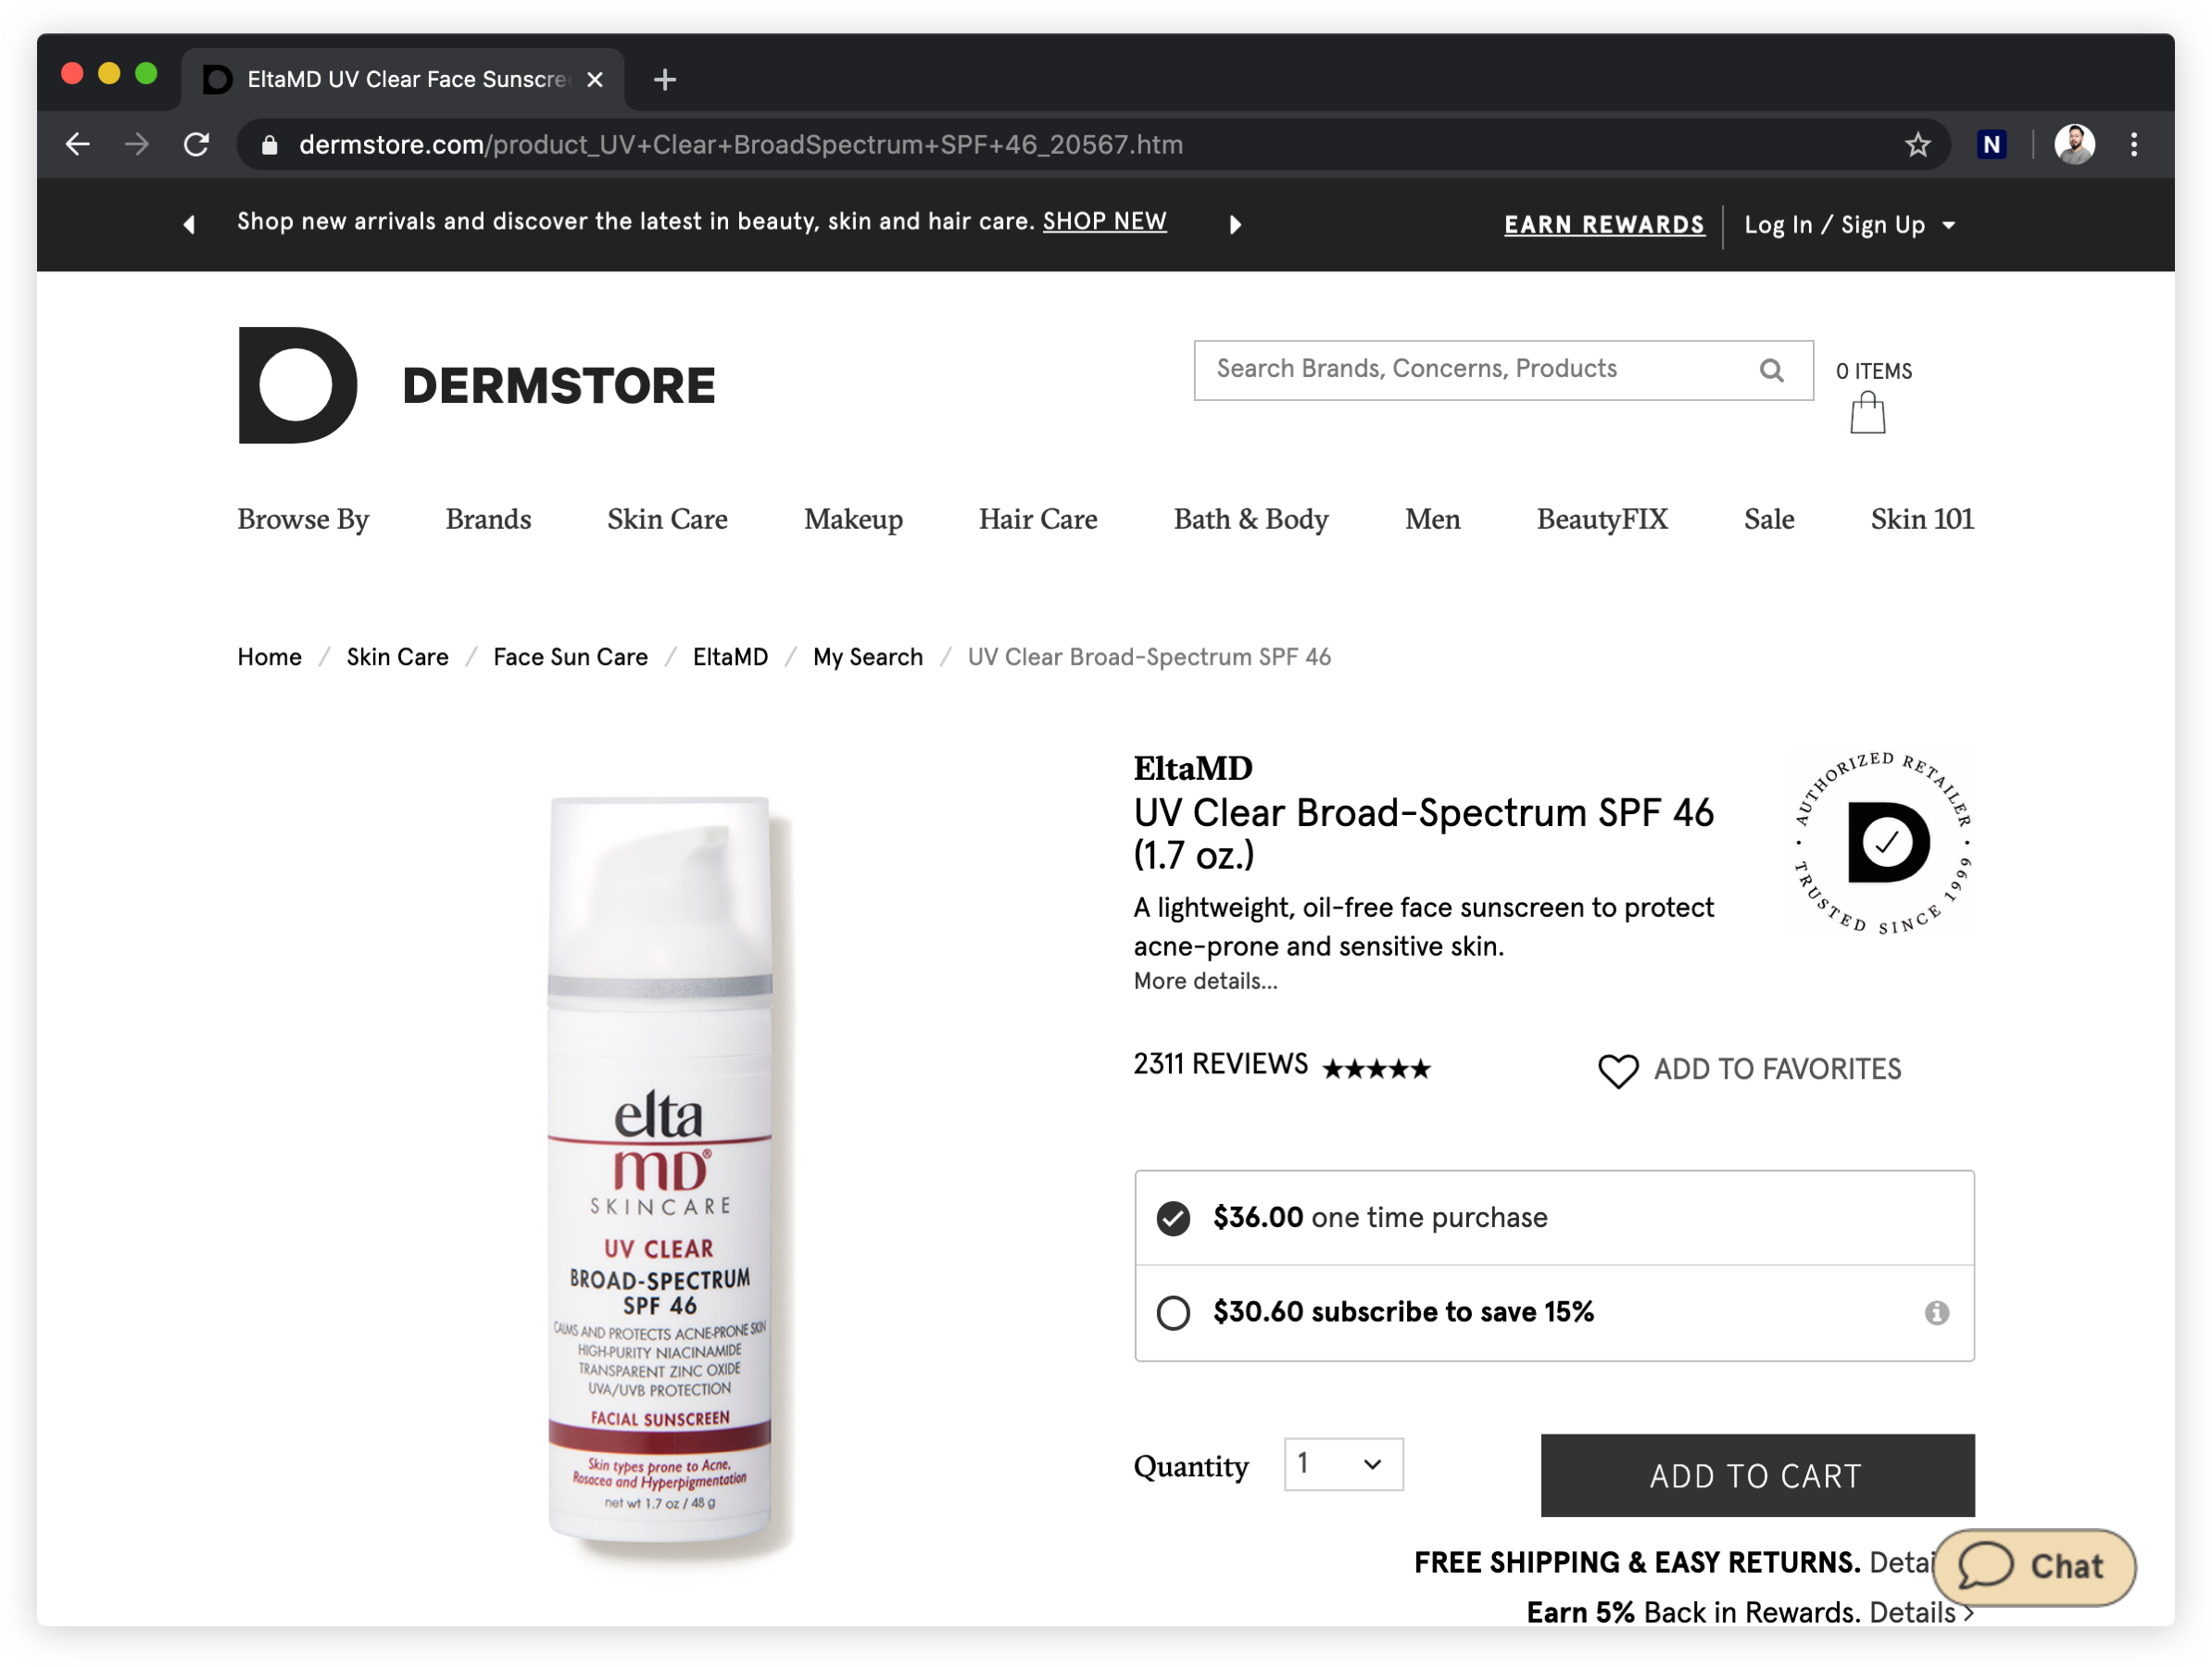 EltaMD UV Clear Face Sunscre
dermstore.com/product_UV+Clear+BroadSpectrum+SPF+46_20567.htm
N
Shop new arrivals and discover the latest in beauty, skin and hair care. SHOP NEW
EARN REWARDS
Log In / Sign Up
DERMSTORE
Search Brands, Concerns, Products
0 ITEMS
Browse By Brands Skin Care Makeup Hair Care Bath & Body Men BeautyFIX Sale Skin 101
Home / Skin Care / Face Sun Care / EltaMD / My Search / UV Clear Broad-Spectrum SPF 46
elta
MD®
SKINCARE
UV CLEAR
BROAD-SPECTRUM
SPF 46
CALMS AND PROTECTS ACNE-PRONE SKIN
HIGH-PURITY NIACINAMIDE
TRANSPARENT ZINC OXIDE
UVA/UVB PROTECTION
FACIAL SUNSCREEN
Skin types prone to Acne,
Rosacea and Hyperpigmentation
net wt 1.7 oz / 48 g
EltaMD
UV Clear Broad-Spectrum SPF 46
(1.7 oz.)
A lightweight, oil-free face sunscreen to protect
acne-prone and sensitive skin.
More details...
• AUTHORIZED RETAILER •
TRUSTED SINCE 1999
2311 REVIEWS ★★★★★
ADD TO FAVORITES
$36.00 one time purchase
$30.60 subscribe to save 15%
Quantity 1
ADD TO CART
FREE SHIPPING & EASY RETURNS. Detai
Earn 5% Back in Rewards. Details >
Chat